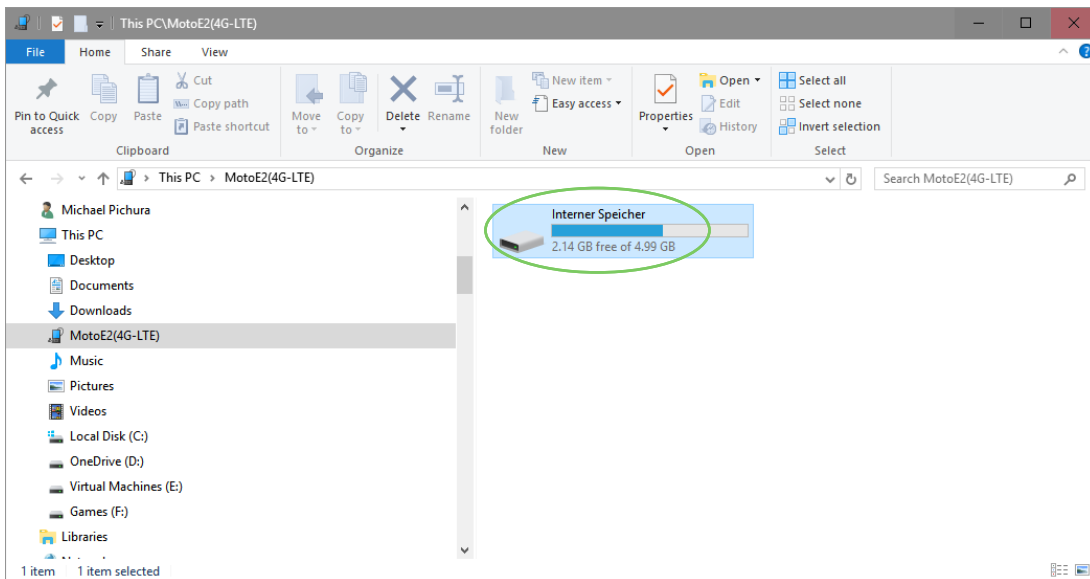 This PC\MotoE2(4G-LTE)
File Home Share View
Pin to Quick access
Copy
Paste
Cut
Copy path
Paste shortcut
Clipboard
Move to
Copy to
Delete
Rename
Organize
New folder
New item
Easy access
New
Properties
Open
Edit
History
Open
Select all
Select none
Invert selection
Select
This PC > MotoE2(4G-LTE)
Search MotoE2(4G-LTE)
Michael Pichura
This PC
Desktop
Documents
Downloads
MotoE2(4G-LTE)
Music
Pictures
Videos
Local Disk (C:)
OneDrive (D:)
Virtual Machines (E:)
Games (F:)
Libraries
Interner Speicher
2.14 GB free of 4.99 GB
1 item 1 item selected